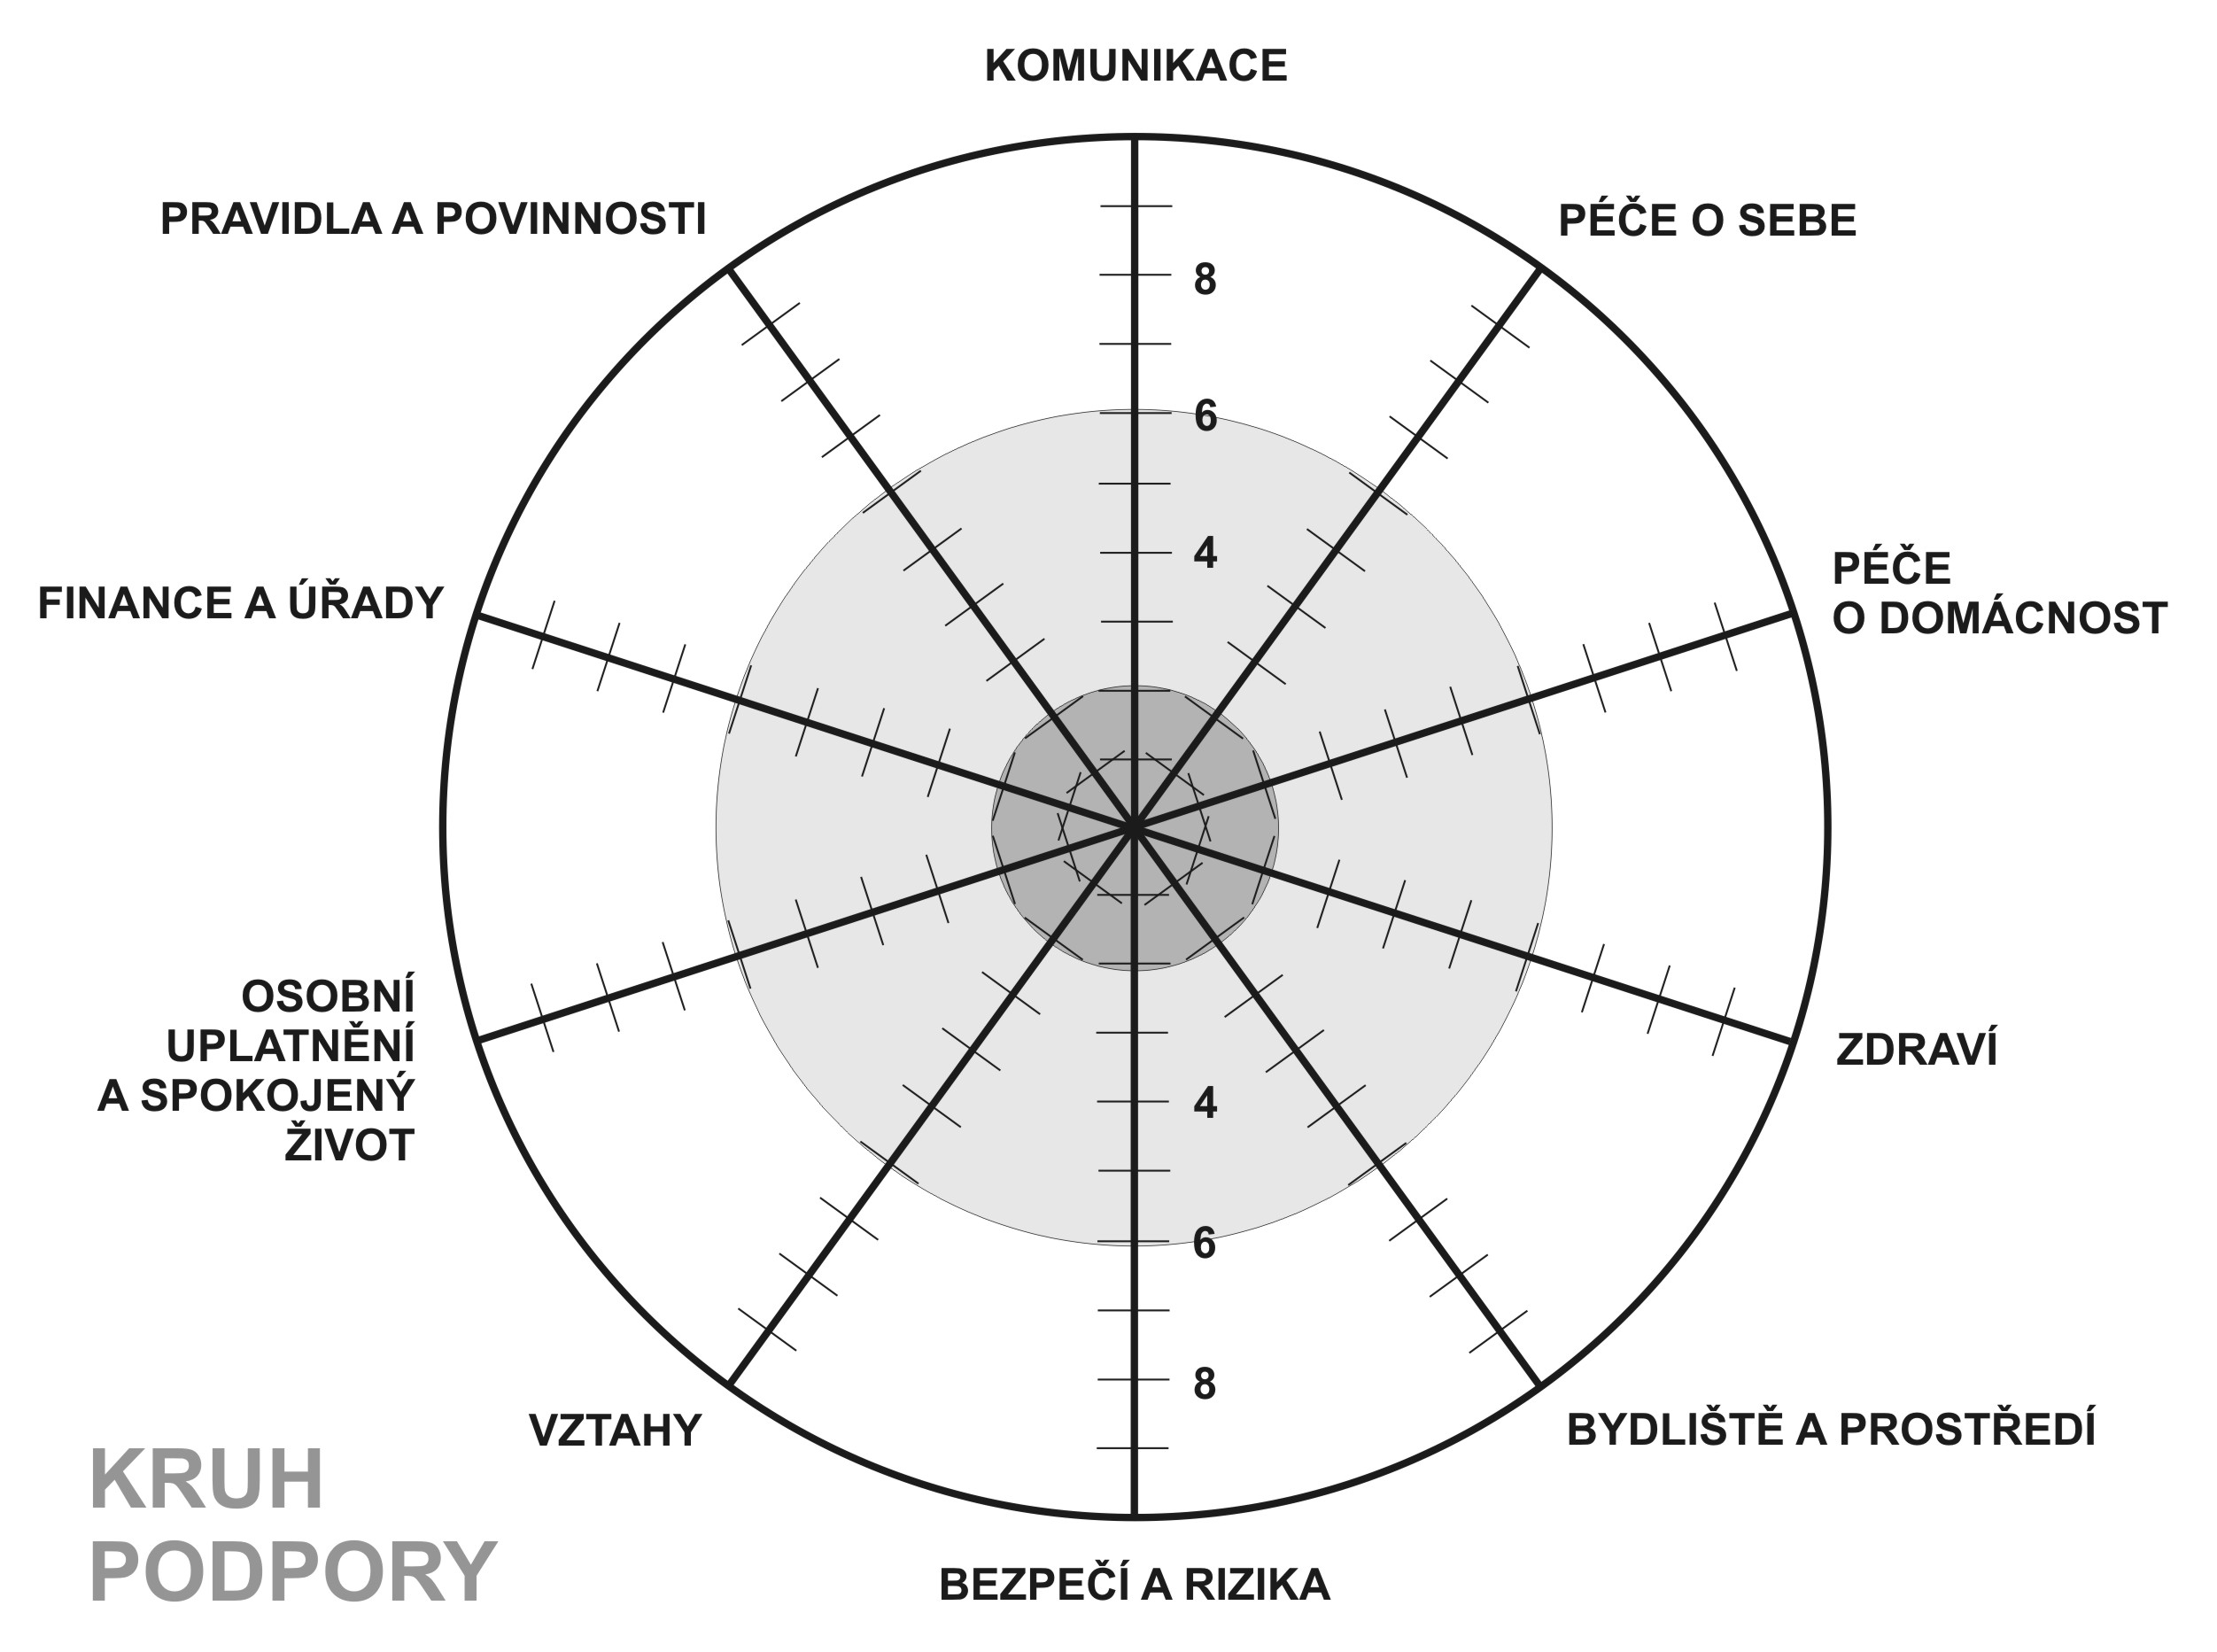 KOMUNIKACE
PRAVIDLA A POVINNOSTI
PÉČE O SEBE
8
6
4
FINANCE A ÚŘADY
PÉČE
O DOMÁCNOST
OSOBNÍ
UPLATNĚNÍ
A SPOKOJENÝ
ŽIVOT
ZDRAVÍ
4
6
8
VZTAHY
BYDLIŠTĚ A PROSTŘEDÍ
KRUH
PODPORY
BEZPEČÍ A RIZIKA